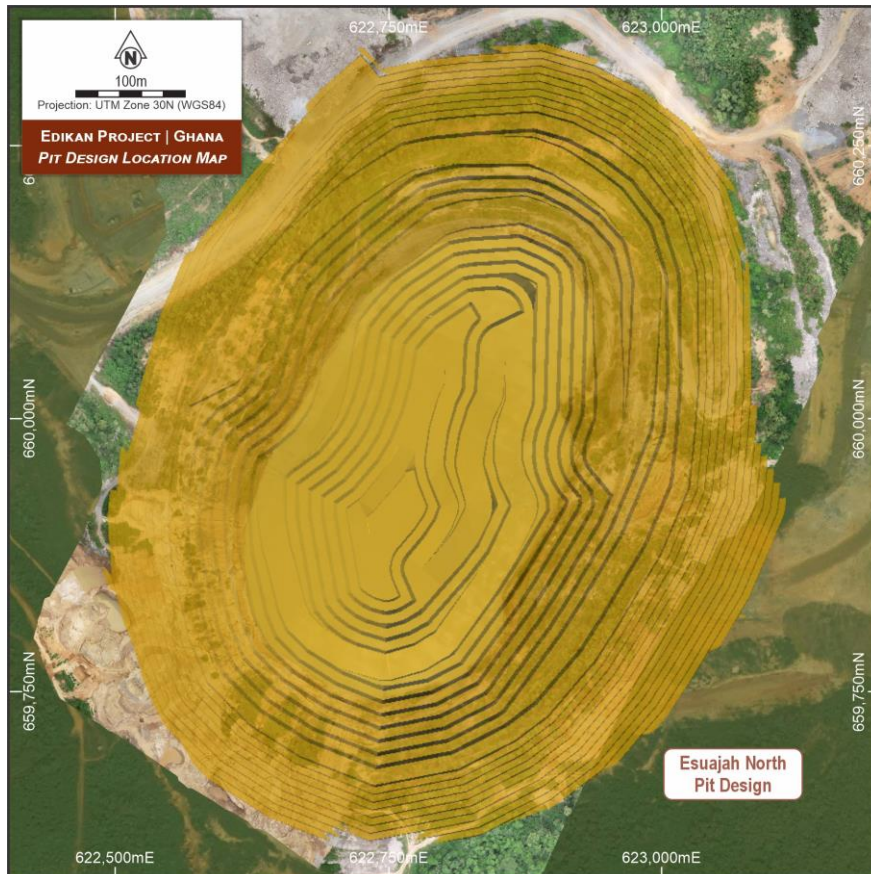 622,750mE
623,000mE
N
100m
Projection: UTM Zone 30N (WGS84)
EDIKAN PROJECT | GHANA
PIT DESIGN LOCATION MAP
660,250mN
660,000mN
660,000mN
659,750mN
659,750mN
Esuajah North
Pit Design
622,500mE
622,750mE
623,000mE